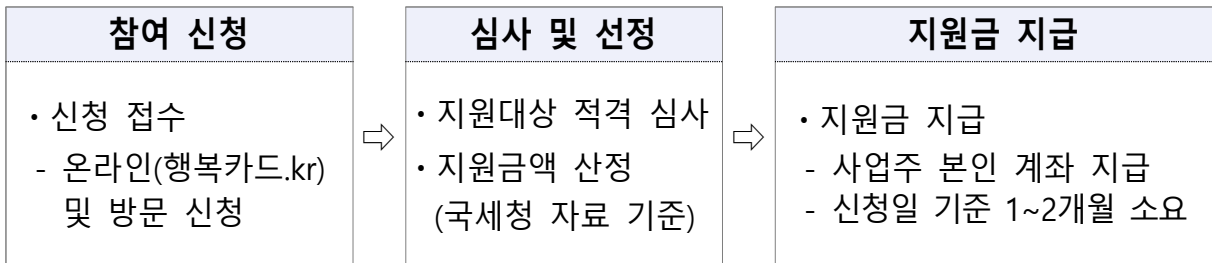 참여 신청
・신청 접수
- 온라인(행복카드.kr)
및 방문 신청
⇨
심사 및 선정
・지원대상 적격 심사
・지원금액 산정
(국세청 자료 기준)
⇨
지원금 지급
・지원금 지급
- 사업주 본인 계좌 지급
- 신청일 기준 1~2개월 소요